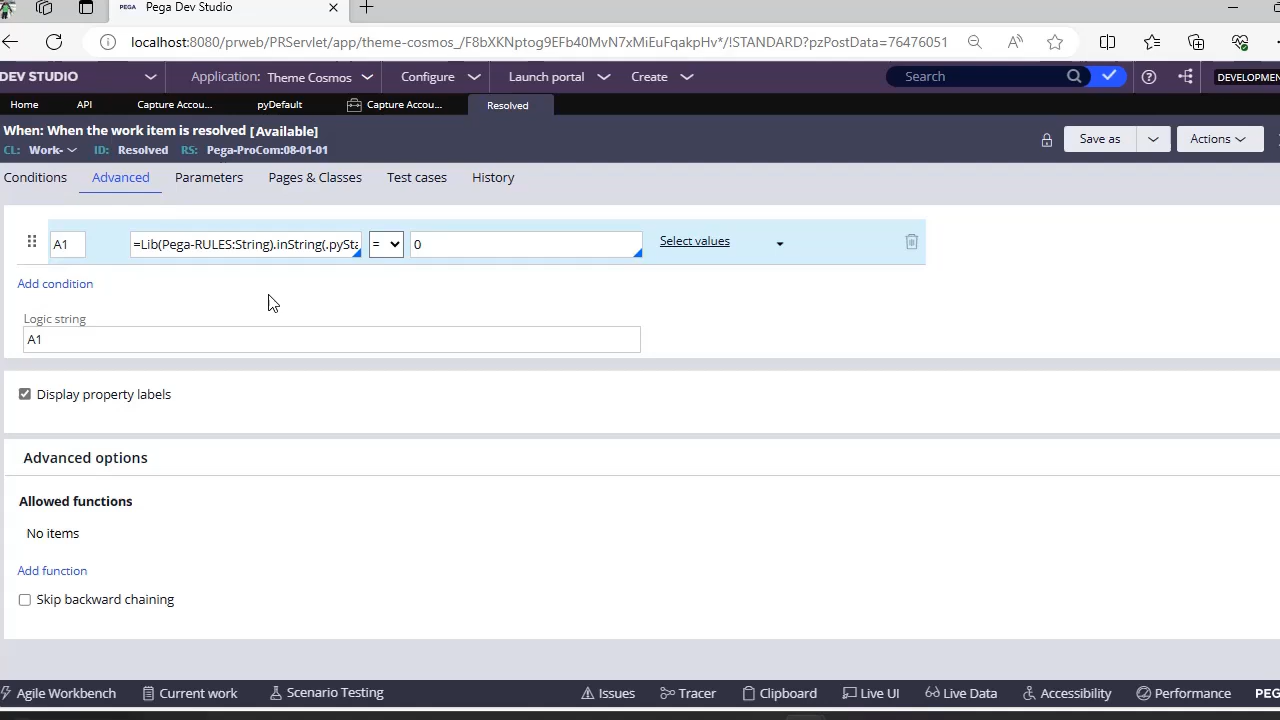 PEGA Pega Dev Studio
localhost:8080/prweb/PRServlet/app/theme-cosmos_/F8bXKNptog9EFb40MvN7xMiEuFqakpHv*/!STANDARD?pzPostData=76476051
DEV STUDIO Application: Theme Cosmos Configure Launch portal Create Search DEVELOPMEN
Home API Capture Accou... pyDefault Capture Accou... Resolved
When: When the work item is resolved [Available]
CL: Work- ID: Resolved RS: Pega-ProCom:08-01-01
Save as Actions
Conditions Advanced Parameters Pages & Classes Test cases History
A1 =Lib(Pega-RULES:String).inString(.pySta = 0 Select values
Add condition
Logic string
A1
Display property labels
Advanced options
Allowed functions
No items
Add function
Skip backward chaining
Agile Workbench Current work Scenario Testing Issues Tracer Clipboard Live UI Live Data Accessibility Performance PEG